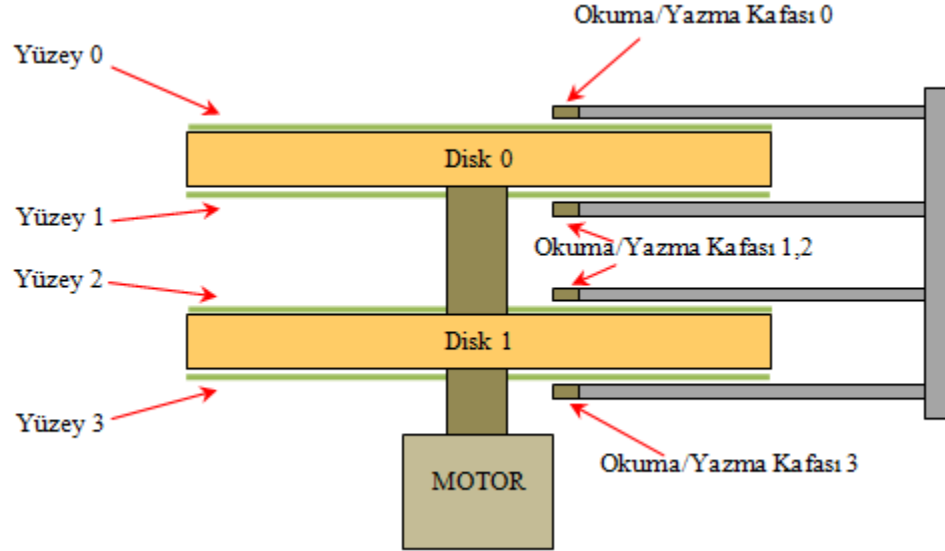 Okuma/Yazma Kafası 0
Yüzey 0
Disk 0
Yüzey 1
Okuma/Yazma Kafası 1,2
Yüzey 2
Disk 1
Yüzey 3
Okuma/Yazma Kafası 3
MOTOR